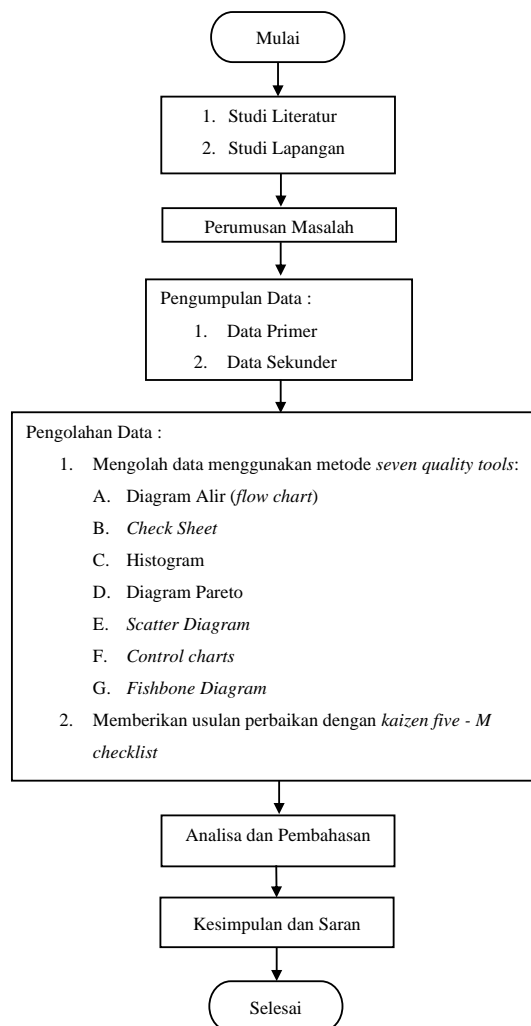 Mulai
1. Studi Literatur
2. Studi Lapangan
Perumusan Masalah
Pengumpulan Data :
1. Data Primer
2. Data Sekunder
Pengolahan Data :
1. Mengolah data menggunakan metode seven quality tools:
A. Diagram Alir (flow chart)
B. Check Sheet
C. Histogram
D. Diagram Pareto
E. Scatter Diagram
F. Control charts
G. Fishbone Diagram
2. Memberikan usulan perbaikan dengan kaizen five - M
checklist
Analisa dan Pembahasan
Kesimpulan dan Saran
Selesai